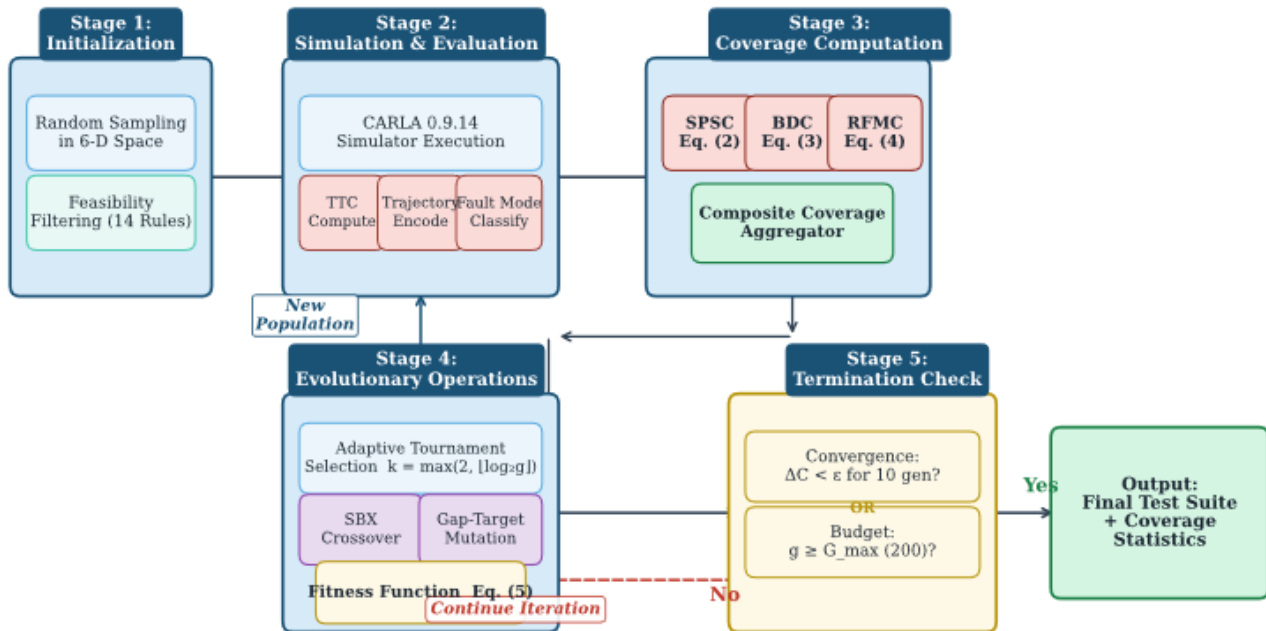 Stage 1:
Initialization
Random Sampling
in 6-D Space
Feasibility
Filtering (14 Rules)
Stage 2:
Simulation & Evaluation
CARLA 0.9.14
Simulator Execution
TTC
Compute
Trajectory
Encode
Fault Mode
Classify
Stage 3:
Coverage Computation
SPSC
Eq. (2)
BDC
Eq. (3)
RFMC
Eq. (4)
Composite Coverage
Aggregator
New
Population
Stage 4:
Evolutionary Operations
Adaptive Tournament
Selection k = max(2, ⌊log₂g⌋)
SBX
Crossover
Gap-Target
Mutation
Fitness Function Eq. (5)
Continue Iteration
No
Stage 5:
Termination Check
Convergence:
ΔC < ε for 10 gen?
OR
Budget:
g ≥ G_max (200)?
Yes
Output:
Final Test Suite
+ Coverage
Statistics